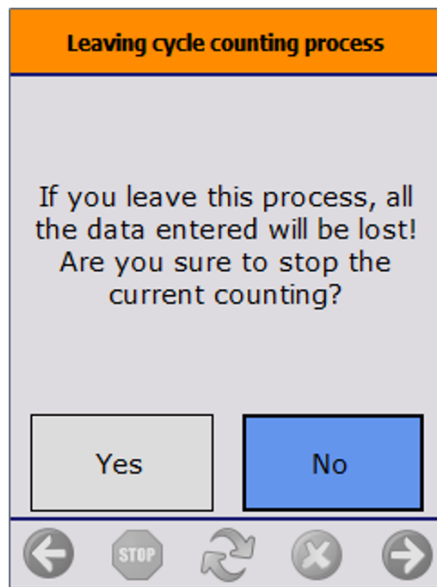 Leaving cycle counting process
If you leave this process, all
the data entered will be lost!
Are you sure to stop the
current counting?
Yes
No
STOP